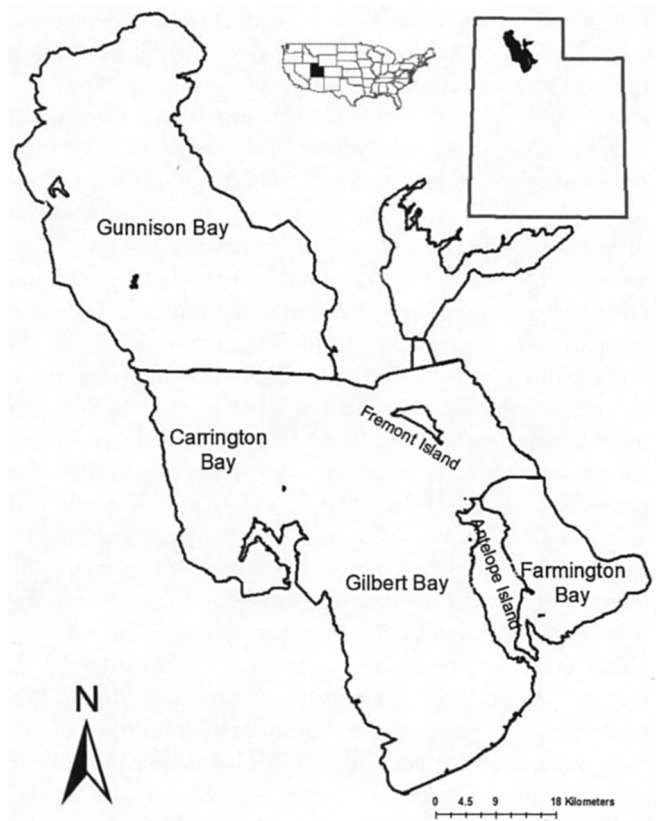 Gunnison Bay
Carrington
Bay
Fremont Island
Gilbert Bay
Antelope Island
Farmington
Bay
N
0 4.5 9 18 Kilometers